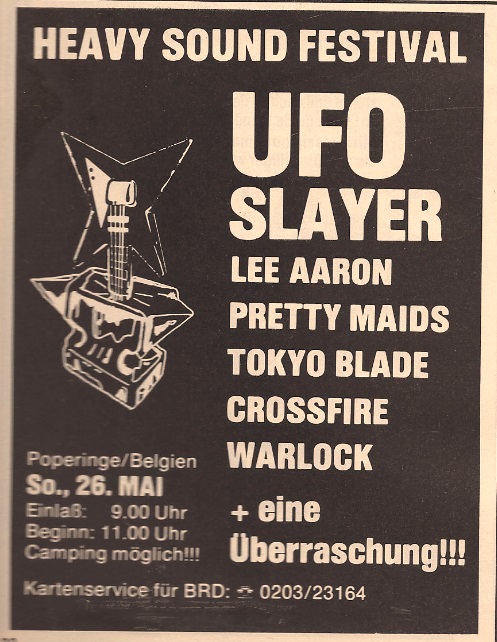 HEAVY SOUND FESTIVAL
UFO
SLAYER
LEE AARON
PRETTY MAIDS
TOKYO BLADE
CROSSFIRE
WARLOCK
+ eine
Überraschung!!!
Poperinge/Belgien
So., 26. MAI
Einlaß: 9.00 Uhr
Beginn: 11.00 Uhr
Camping möglich!!!
Kartenservice für BRD: ☎ 0203/23164